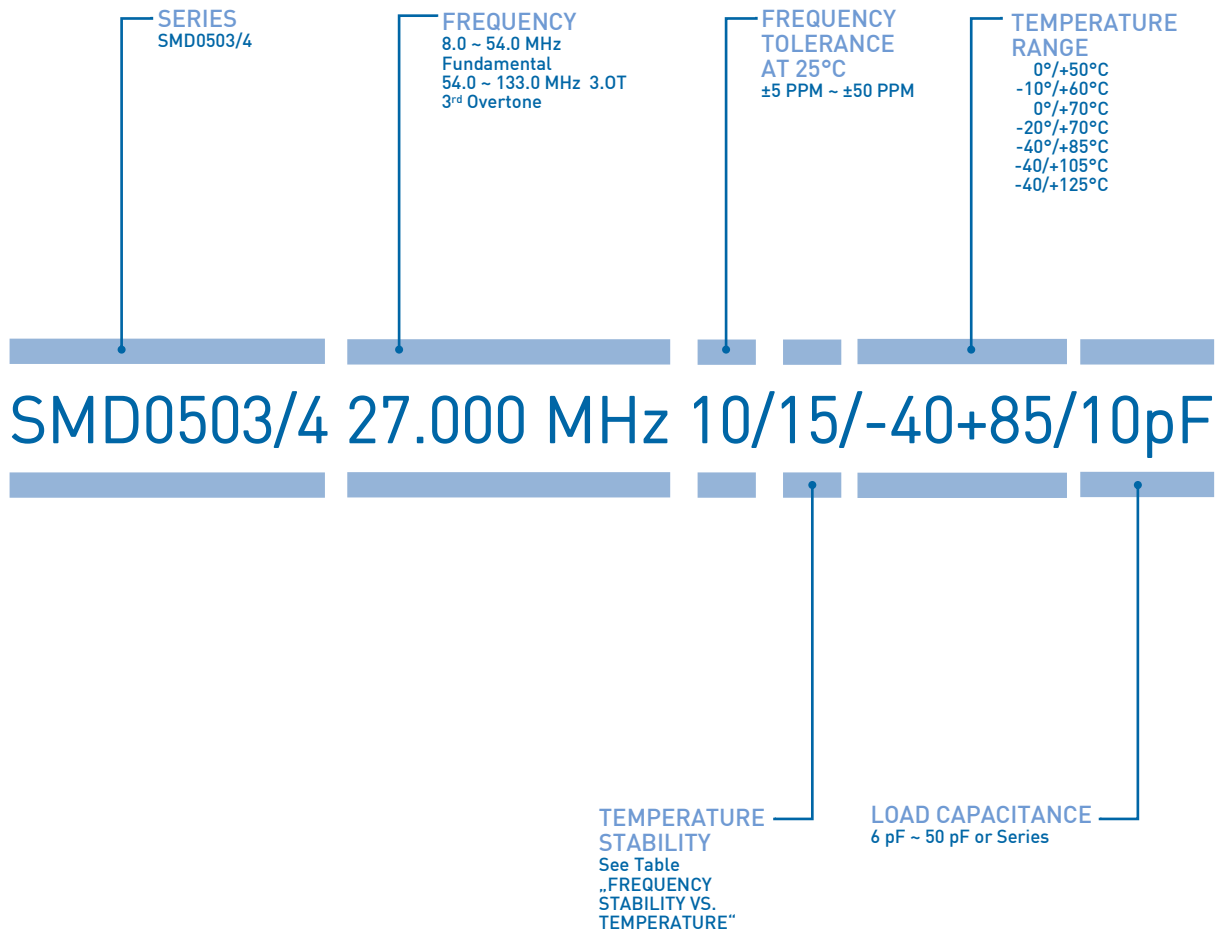 SERIES
SMD0503/4
FREQUENCY
8.0 ~ 54.0 MHz
Fundamental
54.0 ~ 133.0 MHz 3.OT
3rd Overtone
FREQUENCY
TOLERANCE
AT 25°C
±5 PPM ~ ±50 PPM
TEMPERATURE
RANGE
0°/+50°C
-10°/+60°C
0°/+70°C
-20°/+70°C
-40°/+85°C
-40/+105°C
-40/+125°C
SMD0503/4 27.000 MHz 10/15/-40+85/10pF
TEMPERATURE
STABILITY
See Table
„FREQUENCY
STABILITY VS.
TEMPERATURE“
LOAD CAPACITANCE
6 pF ~ 50 pF or Series